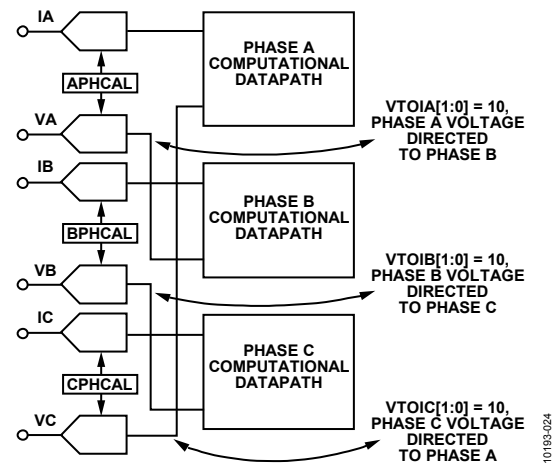 IA
PHASE A
COMPUTATIONAL
DATAPATH
APHCAL
VA
VTOIA[1:0] = 10,
PHASE A VOLTAGE
DIRECTED
TO PHASE B
IB
PHASE B
COMPUTATIONAL
DATAPATH
BPHCAL
VB
VTOIB[1:0] = 10,
PHASE B VOLTAGE
DIRECTED
TO PHASE C
IC
PHASE C
COMPUTATIONAL
DATAPATH
CPHCAL
VC
VTOIC[1:0] = 10,
PHASE C VOLTAGE
DIRECTED
TO PHASE A
10193-024